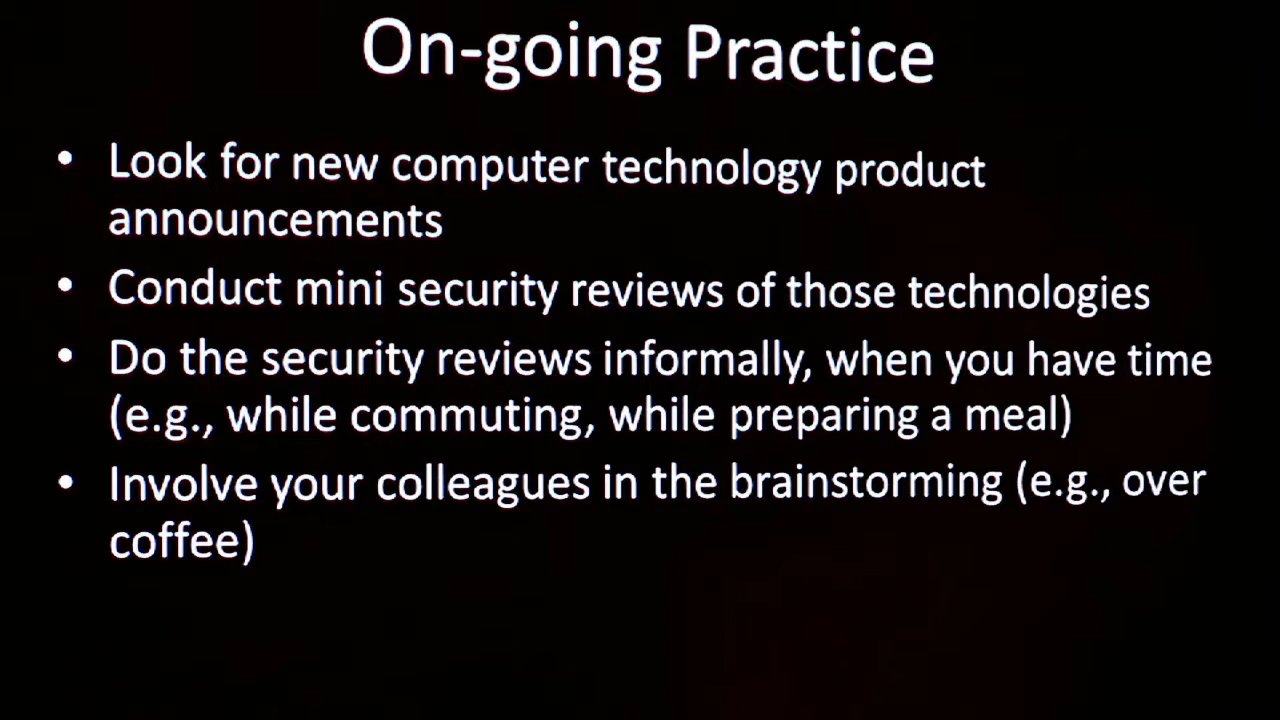 On-going Practice
• Look for new computer technology product
announcements
• Conduct mini security reviews of those technologies
• Do the security reviews informally, when you have time
(e.g., while commuting, while preparing a meal)
• Involve your colleagues in the brainstorming (e.g., over
coffee)